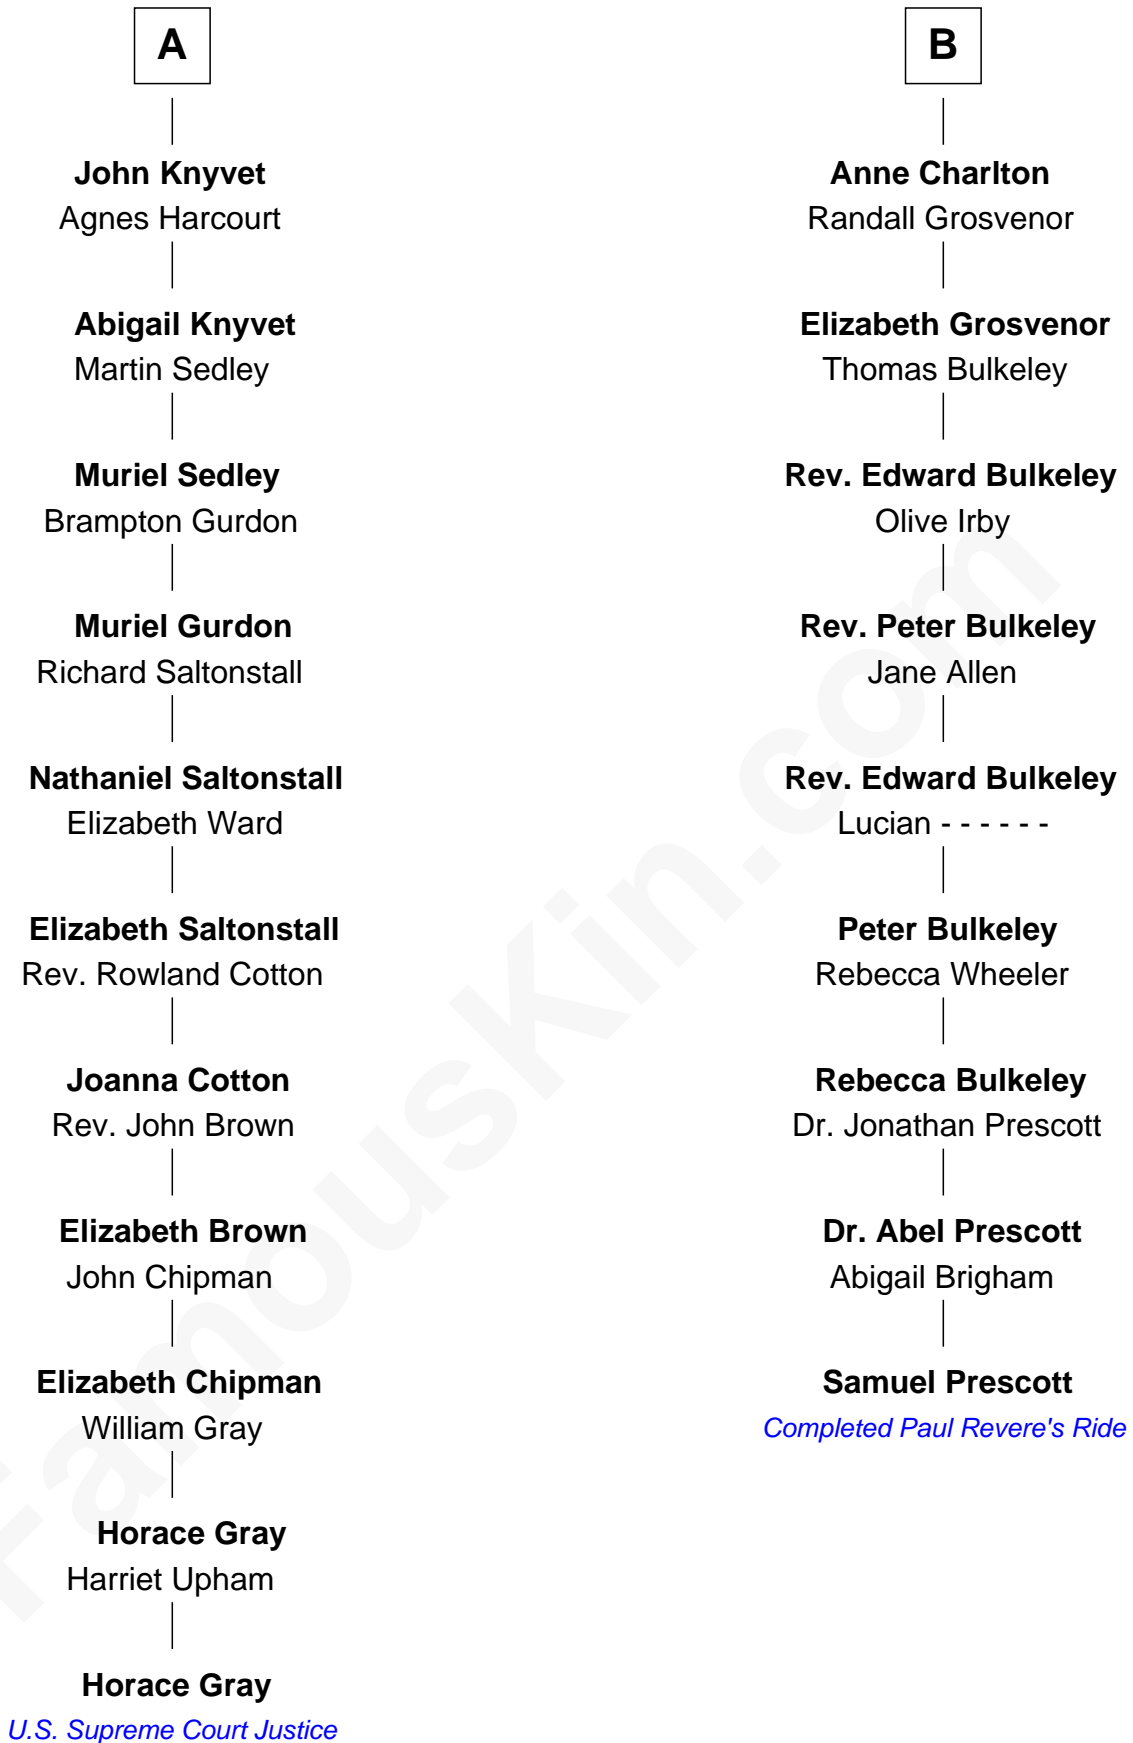 A
John Knyvet
Agnes Harcourt
Abigail Knyvet
Martin Sedley
Muriel Sedley
Brampton Gurdon
Muriel Gurdon
Richard Saltonstall
Nathaniel Saltonstall
Elizabeth Ward
Elizabeth Saltonstall
Rev. Rowland Cotton
Joanna Cotton
Rev. John Brown
Elizabeth Brown
John Chipman
Elizabeth Chipman
William Gray
Horace Gray
Harriet Upham
Horace Gray
U.S. Supreme Court Justice
B
Anne Charlton
Randall Grosvenor
Elizabeth Grosvenor
Thomas Bulkeley
Rev. Edward Bulkeley
Olive Irby
Rev. Peter Bulkeley
Jane Allen
Rev. Edward Bulkeley
Lucian - - - - - -
Peter Bulkeley
Rebecca Wheeler
Rebecca Bulkeley
Dr. Jonathan Prescott
Dr. Abel Prescott
Abigail Brigham
Samuel Prescott
Completed Paul Revere's Ride
FamousKin.com